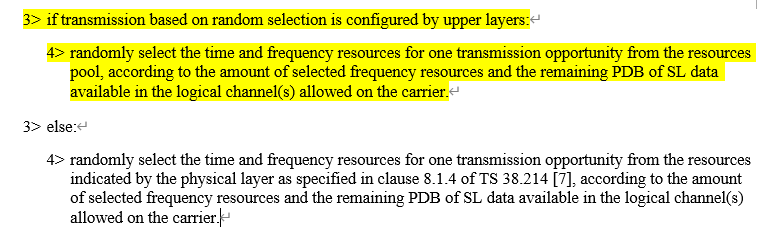 3> if transmission based on random selection is configured by upper layers:↵
4> randomly select the time and frequency resources for one transmission opportunity from the resources
pool, according to the amount of selected frequency resources and the remaining PDB of SL data
available in the logical channel(s) allowed on the carrier.↵
3> else:↵
4> randomly select the time and frequency resources for one transmission opportunity from the resources
indicated by the physical layer as specified in clause 8.1.4 of TS 38.214 [7], according to the amount
of selected frequency resources and the remaining PDB of SL data available in the logical channel(s)
allowed on the carrier.↵